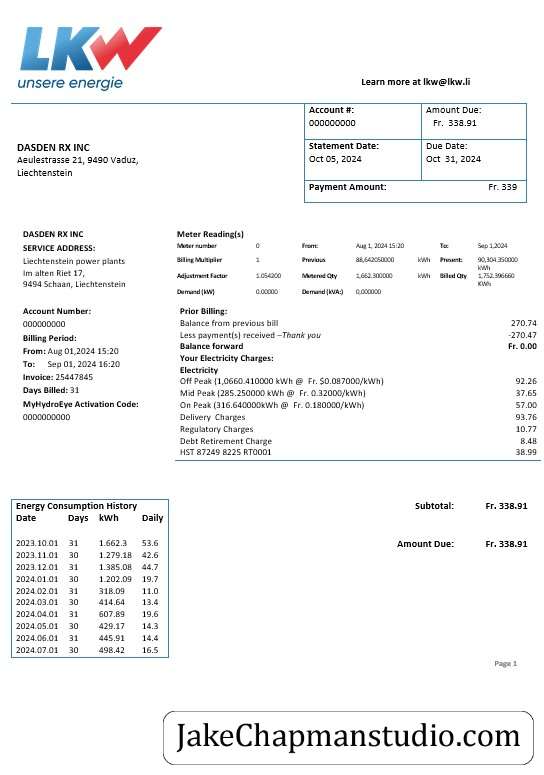 LKW
unsere energie
Learn more at lkw@lkw.li
Account #:
000000000
Amount Due:
Fr. 338.91
DASDEN RX INC
Aeulestrasse 21, 9490 Vaduz,
Liechtenstein
Statement Date:
Oct 05, 2024
Due Date:
Oct 31, 2024
Payment Amount: Fr. 339
DASDEN RX INC
SERVICE ADDRESS:
Liechtenstein power plants
Im alten Riet 17,
9494 Schaan, Liechtenstein
Account Number:
000000000
Billing Period:
From: Aug 01,2024 15:20
To: Sep 01, 2024 16:20
Invoice: 25447845
Days Billed: 31
MyHydroEye Activation Code:
0000000000
Meter Reading(s)
Meter number 0 From: Aug 1, 2024 15:20 To: Sep 1,2024
Billing Multiplier 1 Previous 88,642050000 kWh Present: 90,304,350000 kWh
Adjustment Factor 1.054200 Metered Qty 1,662.300000 kWh Billed Qty 1,752.396660 KWh
Demand (kW) 0.00000 Demand (kVA:) 0,000000
Prior Billing:
Balance from previous bill 270.74
Less payment(s) received –Thank you -270.47
Balance forward Fr. 0.00
Your Electricity Charges:
Electricity
Off Peak (1,0660.410000 kWh @ Fr. $0.087000/kWh) 92.26
Mid Peak (285.250000 kWh @ Fr. 0.32000/kWh) 37.65
On Peak (316.640000kWh @ Fr. 0.180000/kWh) 57.00
Delivery Charges 93.76
Regulatory Charges 10.77
Debt Retirement Charge 8.48
HST 87249 8225 RT0001 38.99
Energy Consumption History
Date Days kWh Daily
2023.10.01 31 1.662.3 53.6
2023.11.01 30 1.279.18 42.6
2023.12.01 31 1.385.08 44.7
2024.01.01 30 1.202.09 19.7
2024.02.01 31 318.09 11.0
2024.03.01 30 414.64 13.4
2024.04.01 31 607.89 19.6
2024.05.01 30 429.17 14.3
2024.06.01 31 445.91 14.4
2024.07.01 30 498.42 16.5
Subtotal: Fr. 338.91
Amount Due: Fr. 338.91
Page 1
JakeChapmanstudio.com